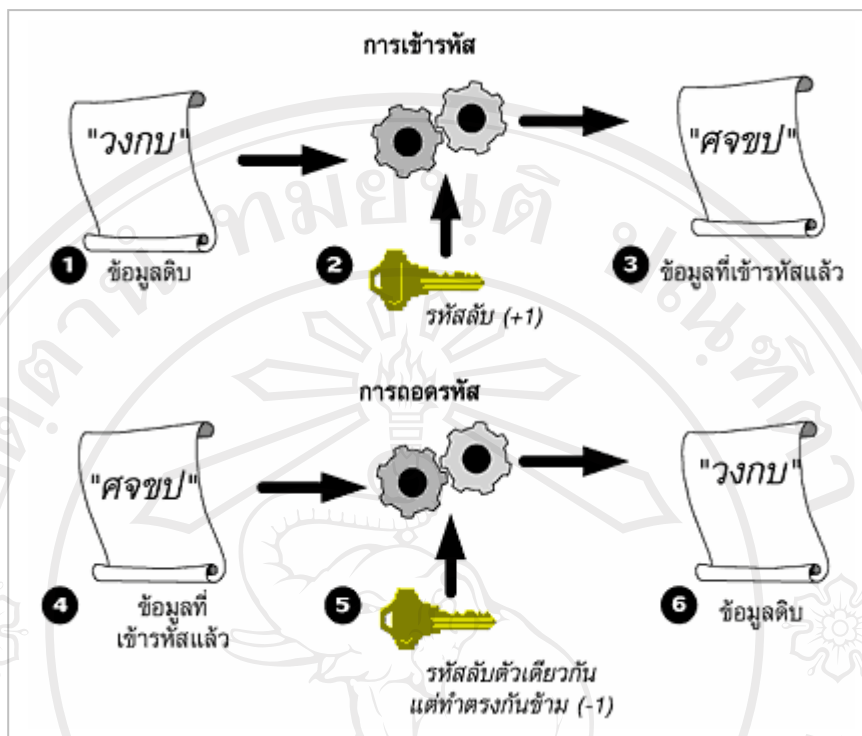 การเข้ารหัส
"วงกบ"
"ศจขป"
1 ข้อมูลดิบ
2
รหัสลับ (+1)
3 ข้อมูลที่เข้ารหัสแล้ว
การถอดรหัส
"ศจขป"
"วงกบ"
4 ข้อมูลที่
เข้ารหัสแล้ว
5
รหัสลับตัวเดียวกัน
แต่ทำตรงกันข้าม (-1)
6 ข้อมูลดิบ